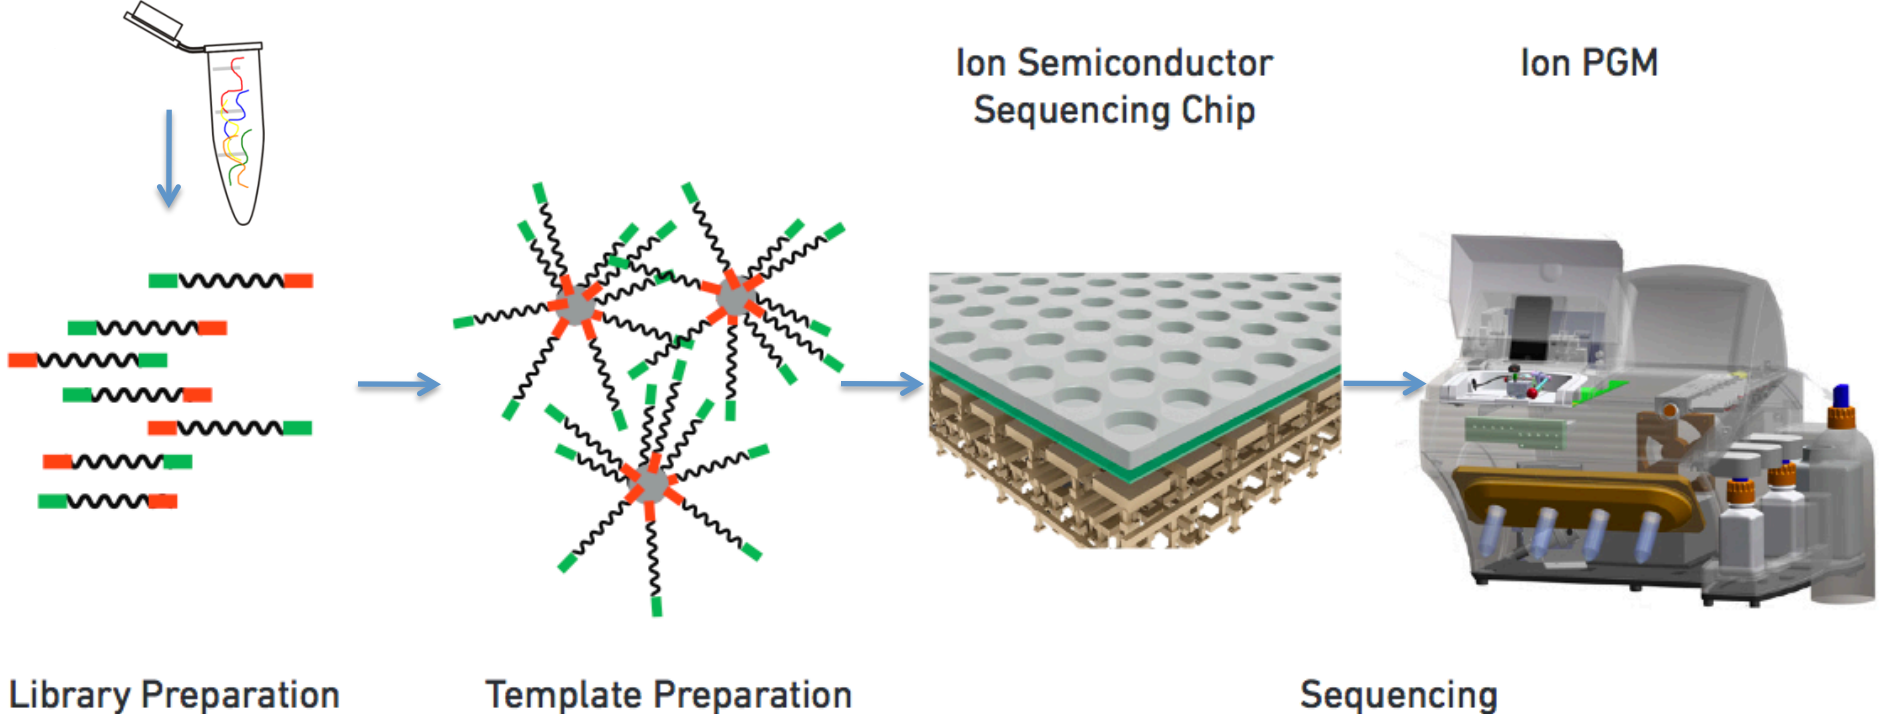 Ion Semiconductor
Sequencing Chip
Ion PGM
Library Preparation
Template Preparation
Sequencing